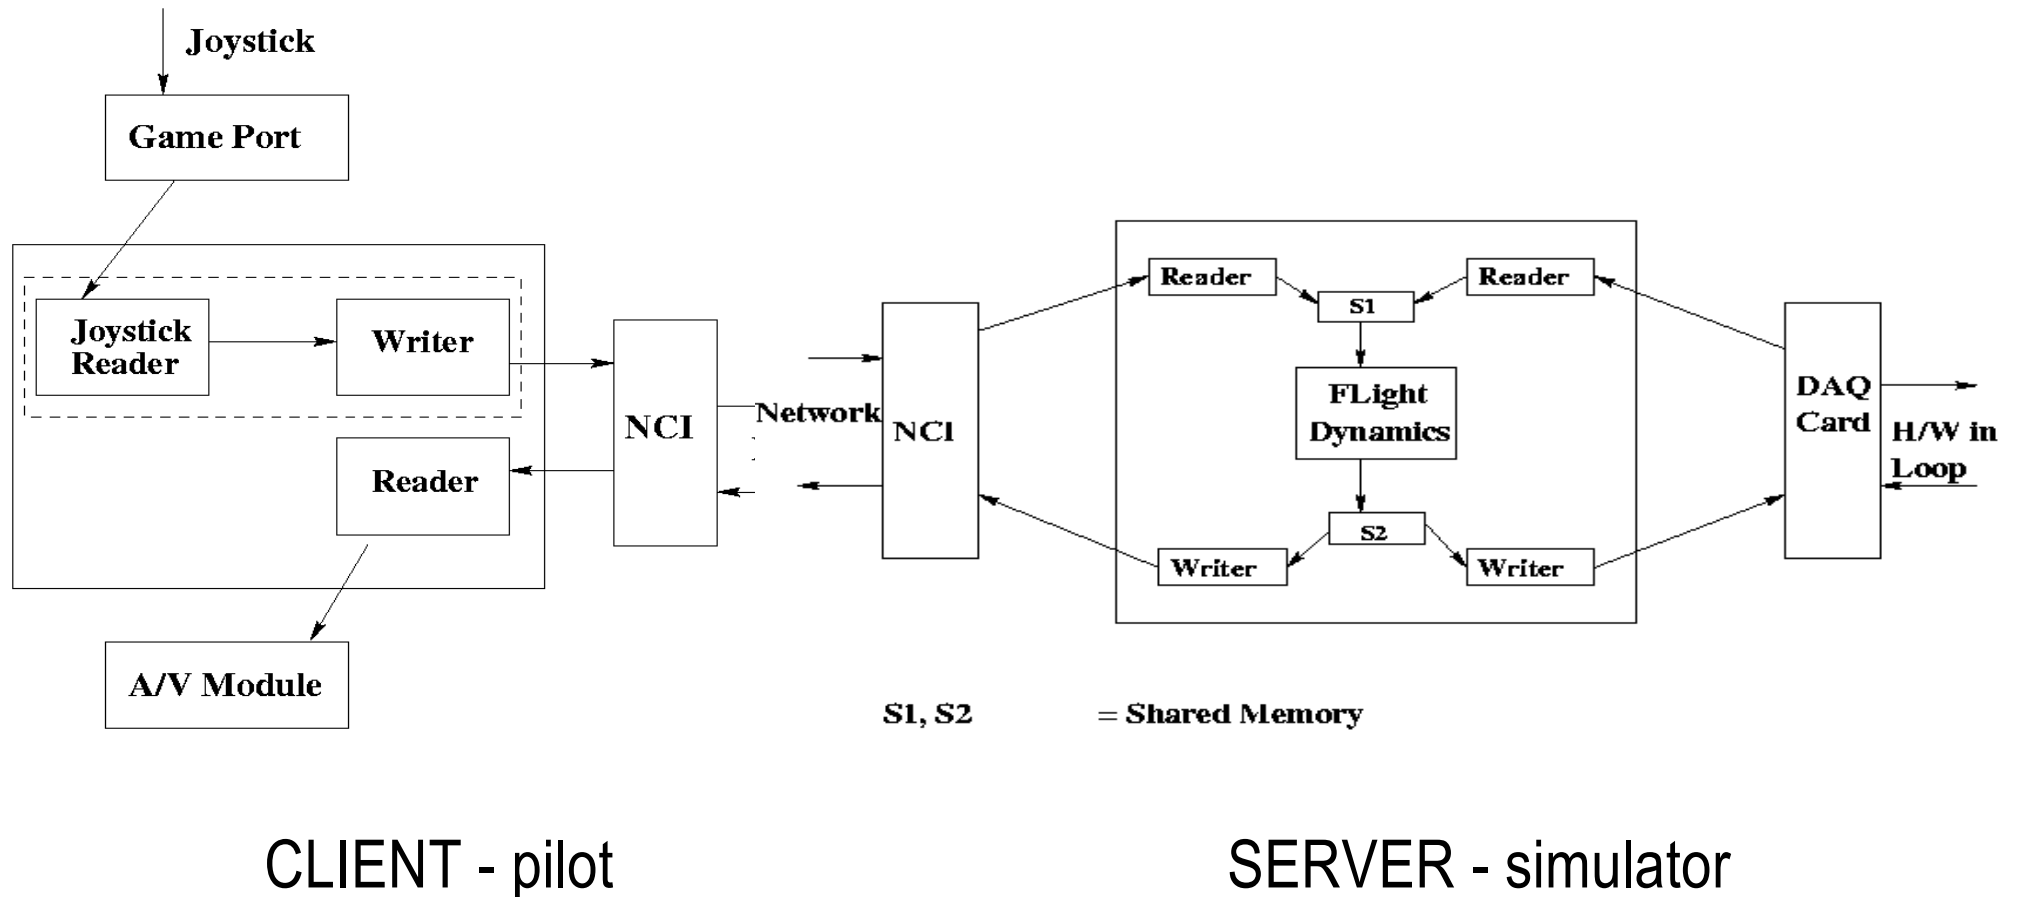 Joystick
Game Port
Joystick
Reader
Writer
Reader
A/V Module
NCI
Network
NCI
Reader
Reader
S1
FLight
Dynamics
S2
Writer
Writer
DAQ
Card
H/W in
Loop
S1, S2 = Shared Memory
CLIENT - pilot
SERVER - simulator